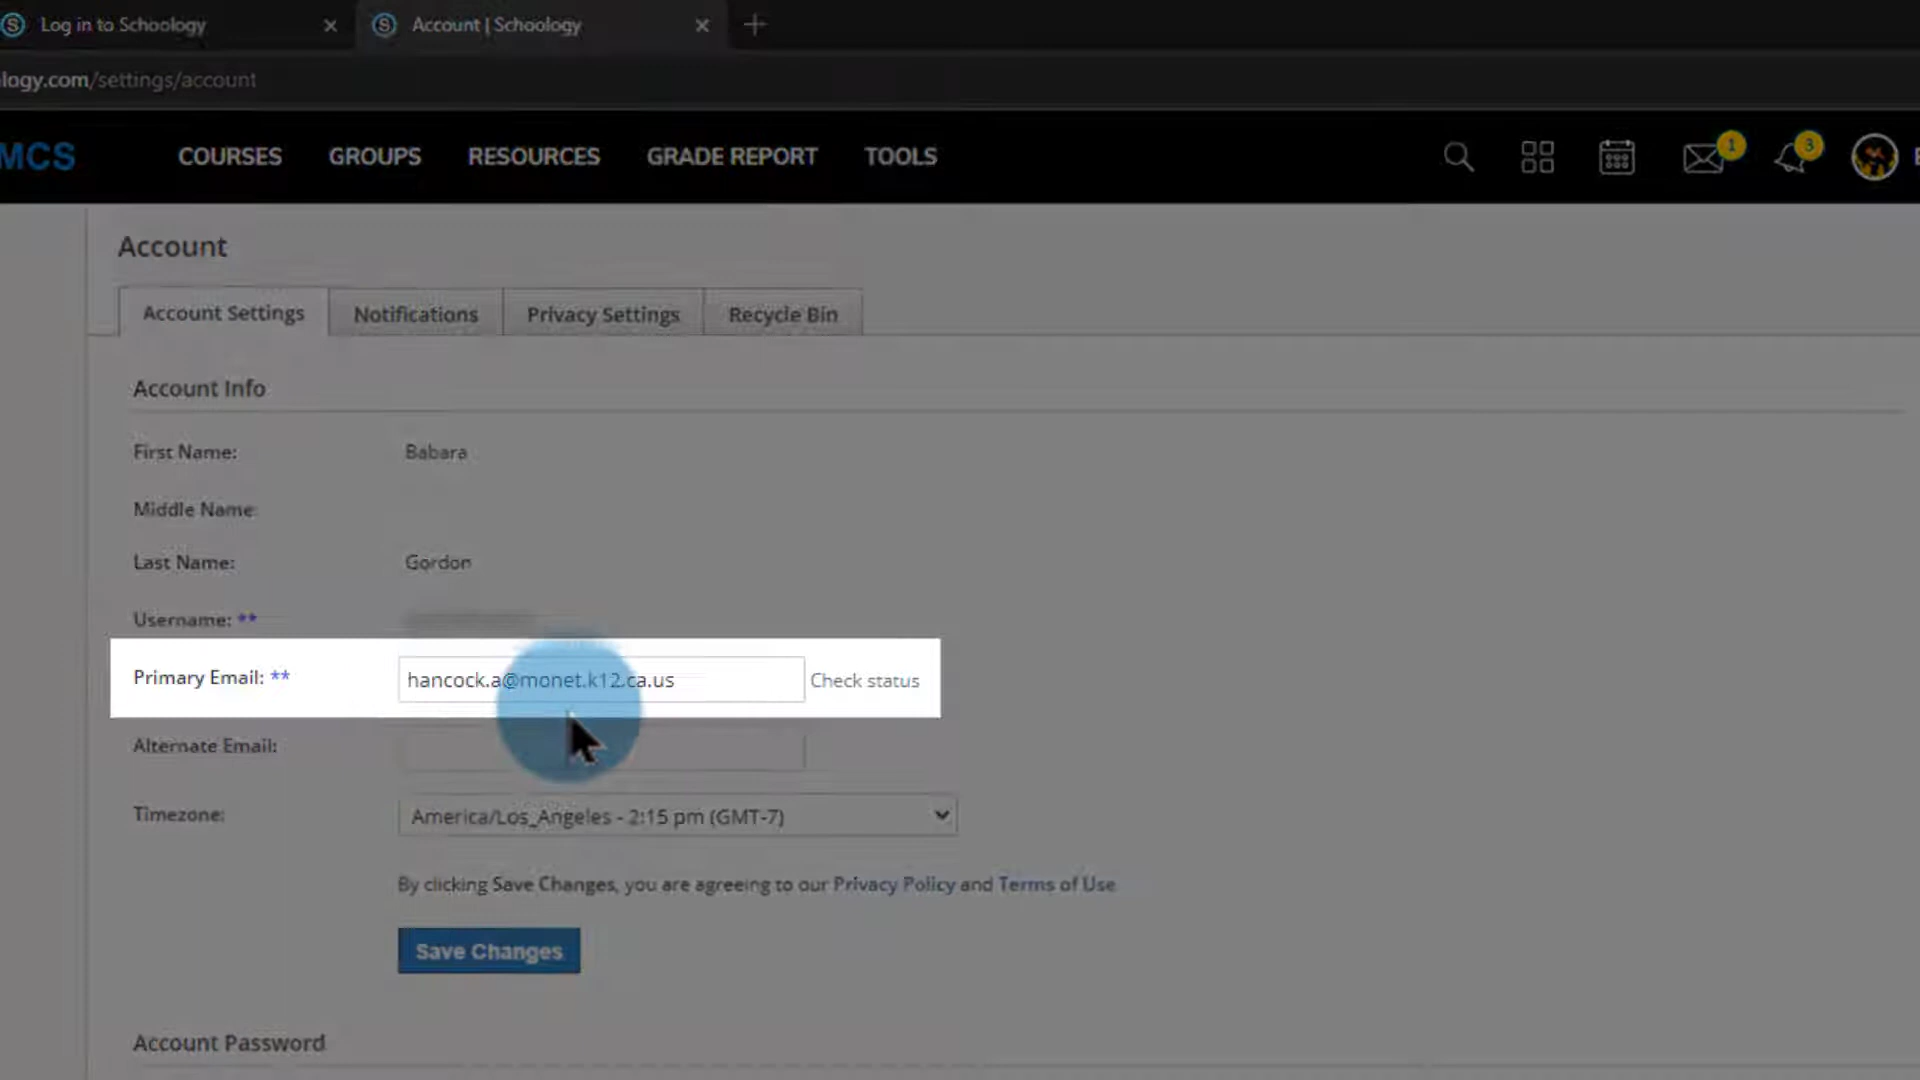 Log in to Schoology
Account | Schoology
logy.com/settings/account
MCS COURSES GROUPS RESOURCES GRADE REPORT TOOLS 1 3
Account
Account Settings Notifications Privacy Settings Recycle Bin
Account Info
First Name: Babara
Middle Name:
Last Name: Gordon
Username: **
Primary Email: ** hancock.a@monet.k12.ca.us Check status
Alternate Email:
Timezone: America/Los_Angeles - 2:15 pm (GMT-7)
By clicking Save Changes, you are agreeing to our Privacy Policy and Terms of Use
Save Changes
Account Password